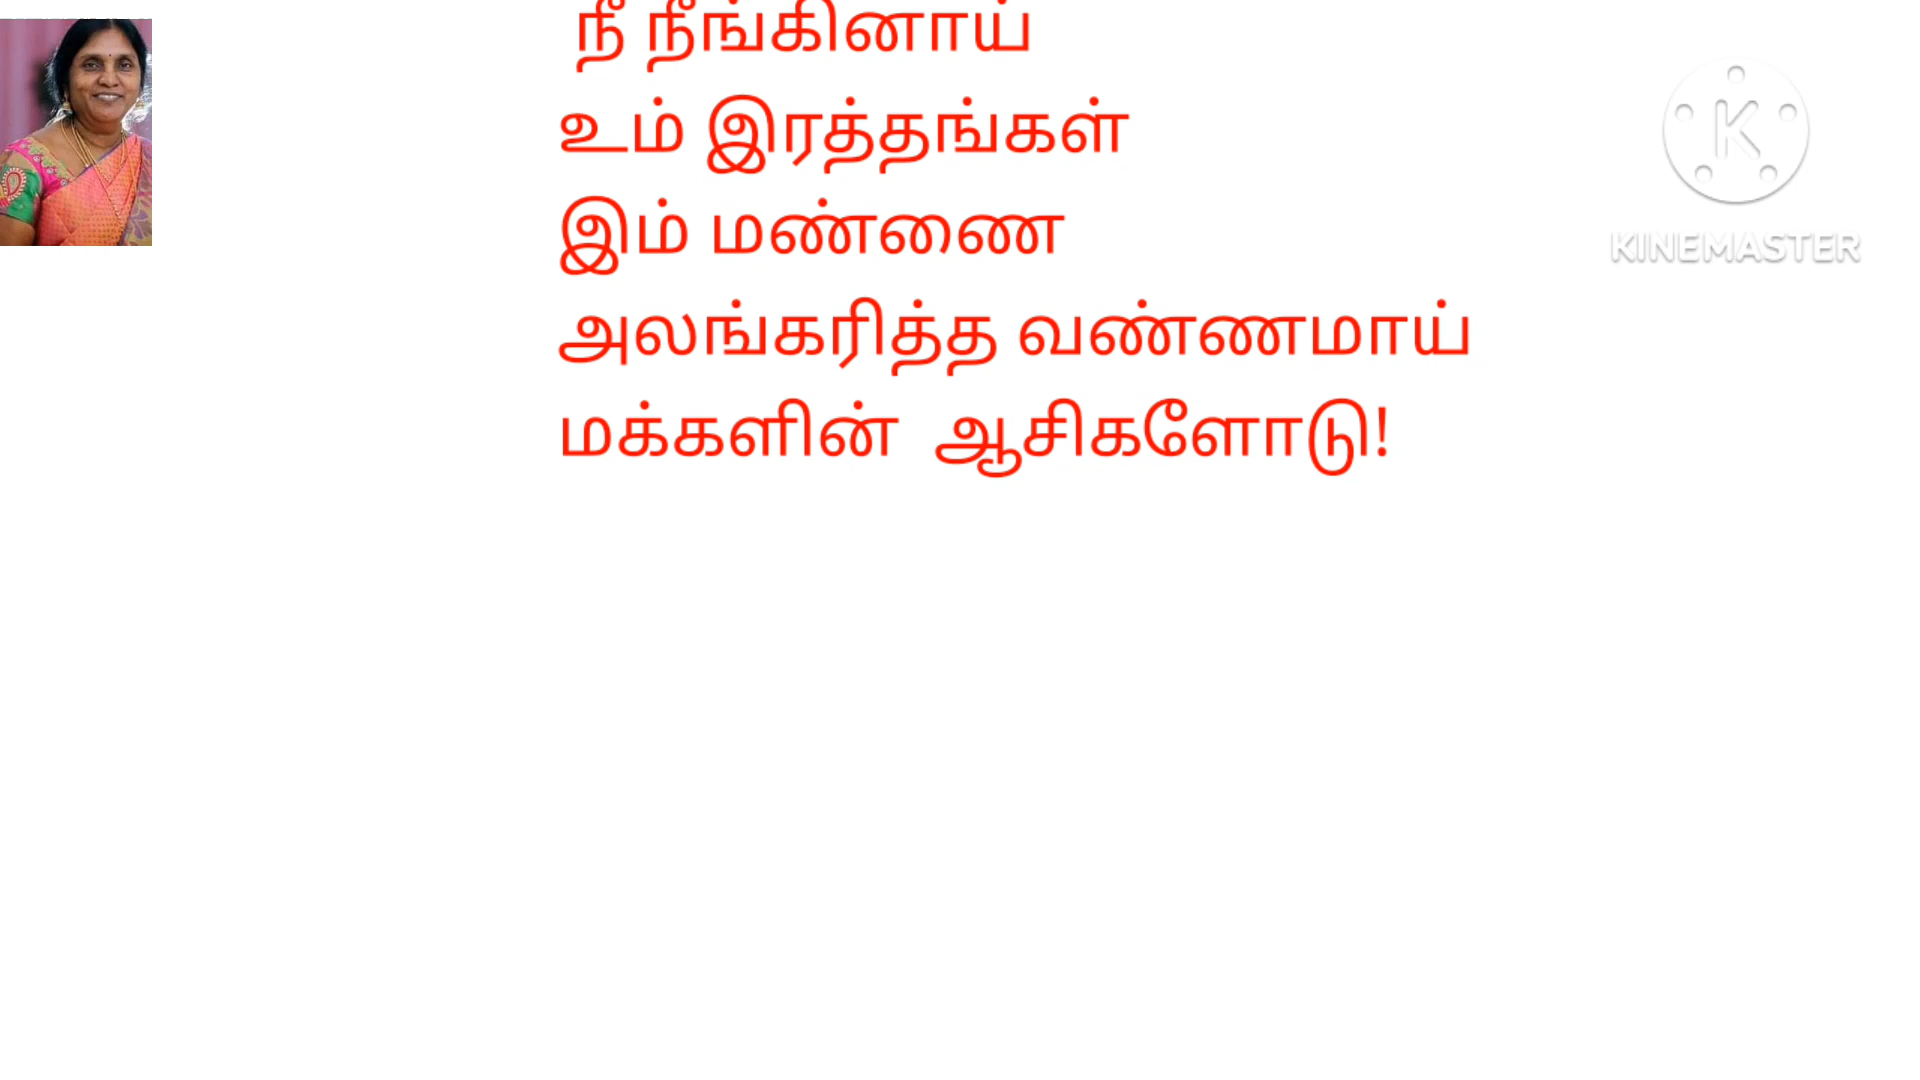 நீ நீங்கினாய்
உம் இரத்தங்கள்
இம் மண்ணை
அலங்கரித்த வண்ணமாய்
மக்களின் ஆசிகளோடு!
KINEMASTER